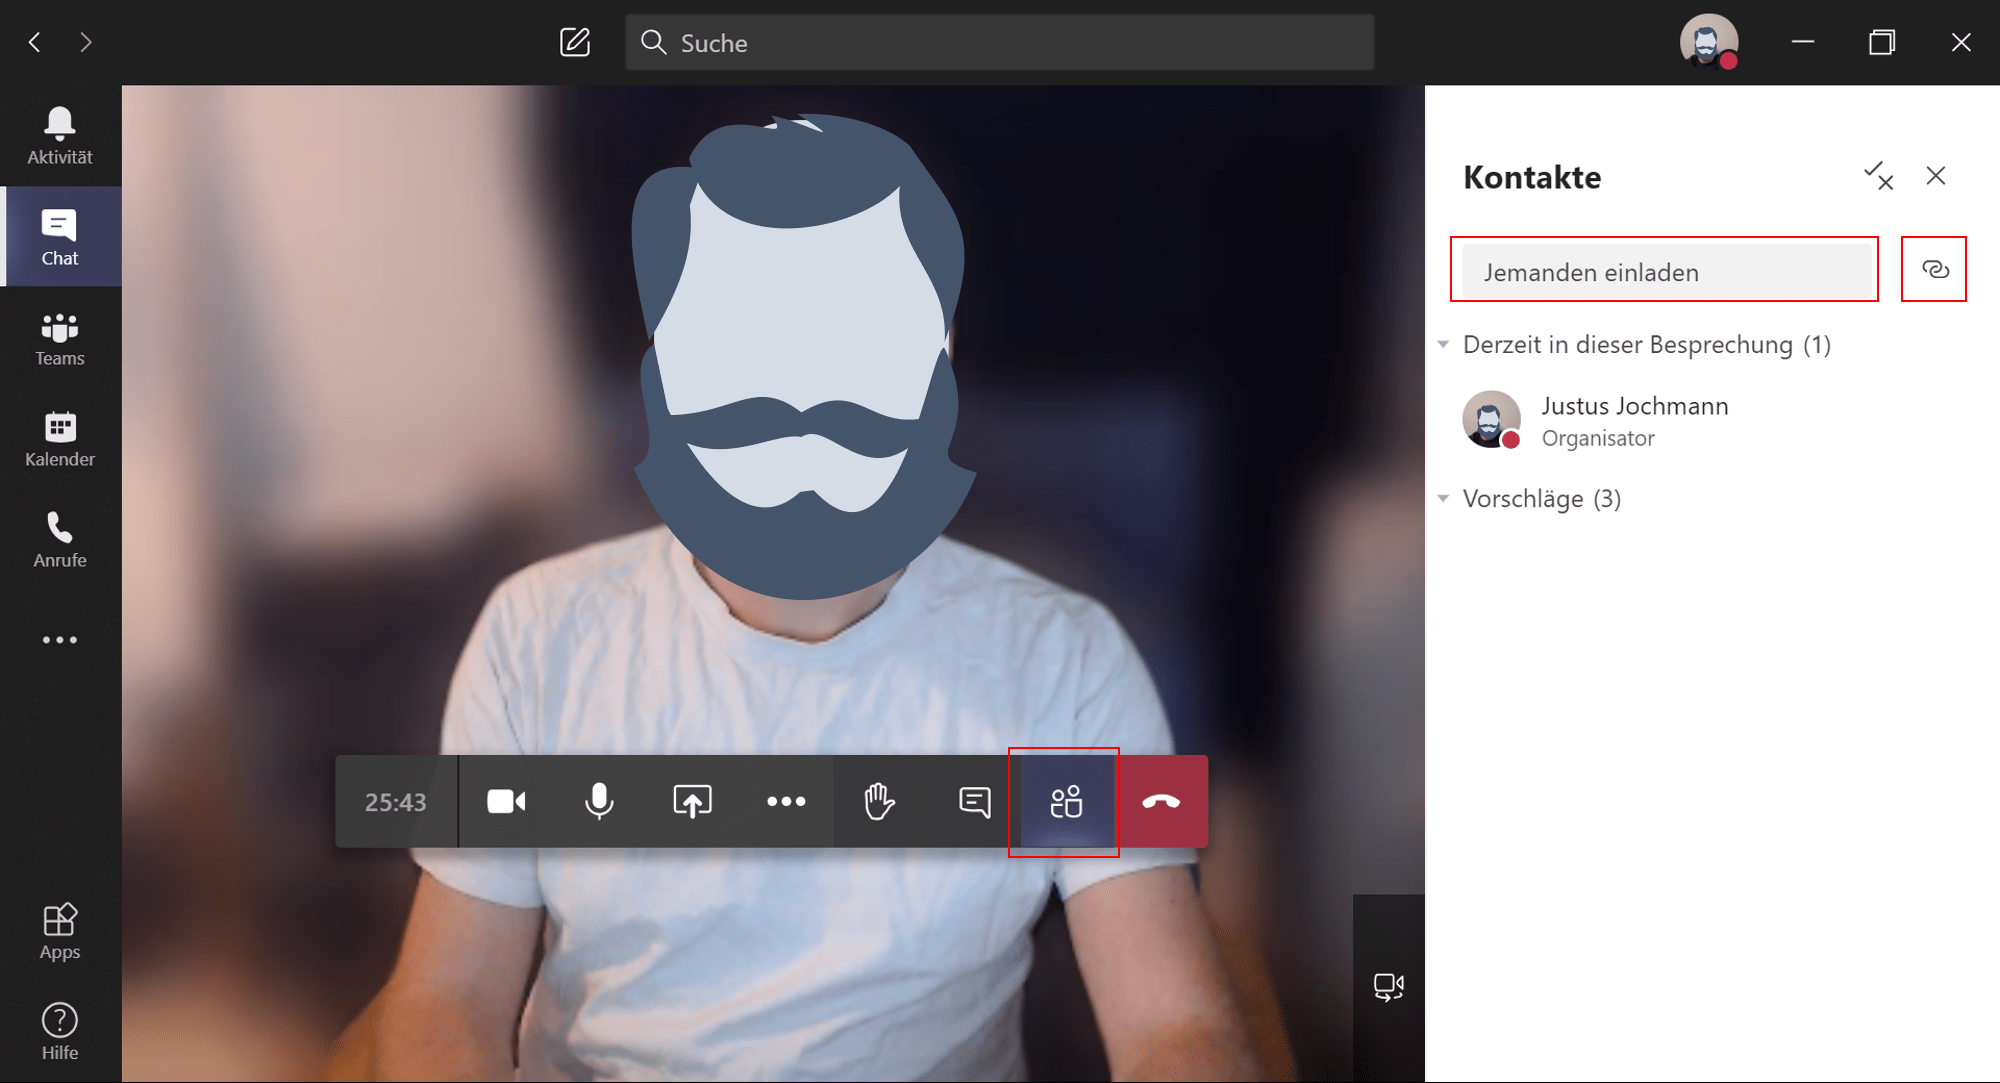 Suche
Aktivität
Chat
Teams
Kalender
Anrufe
Apps
Hilfe
25:43
Kontakte
Jemanden einladen
Derzeit in dieser Besprechung (1)
Justus Jochmann
Organisator
Vorschläge (3)